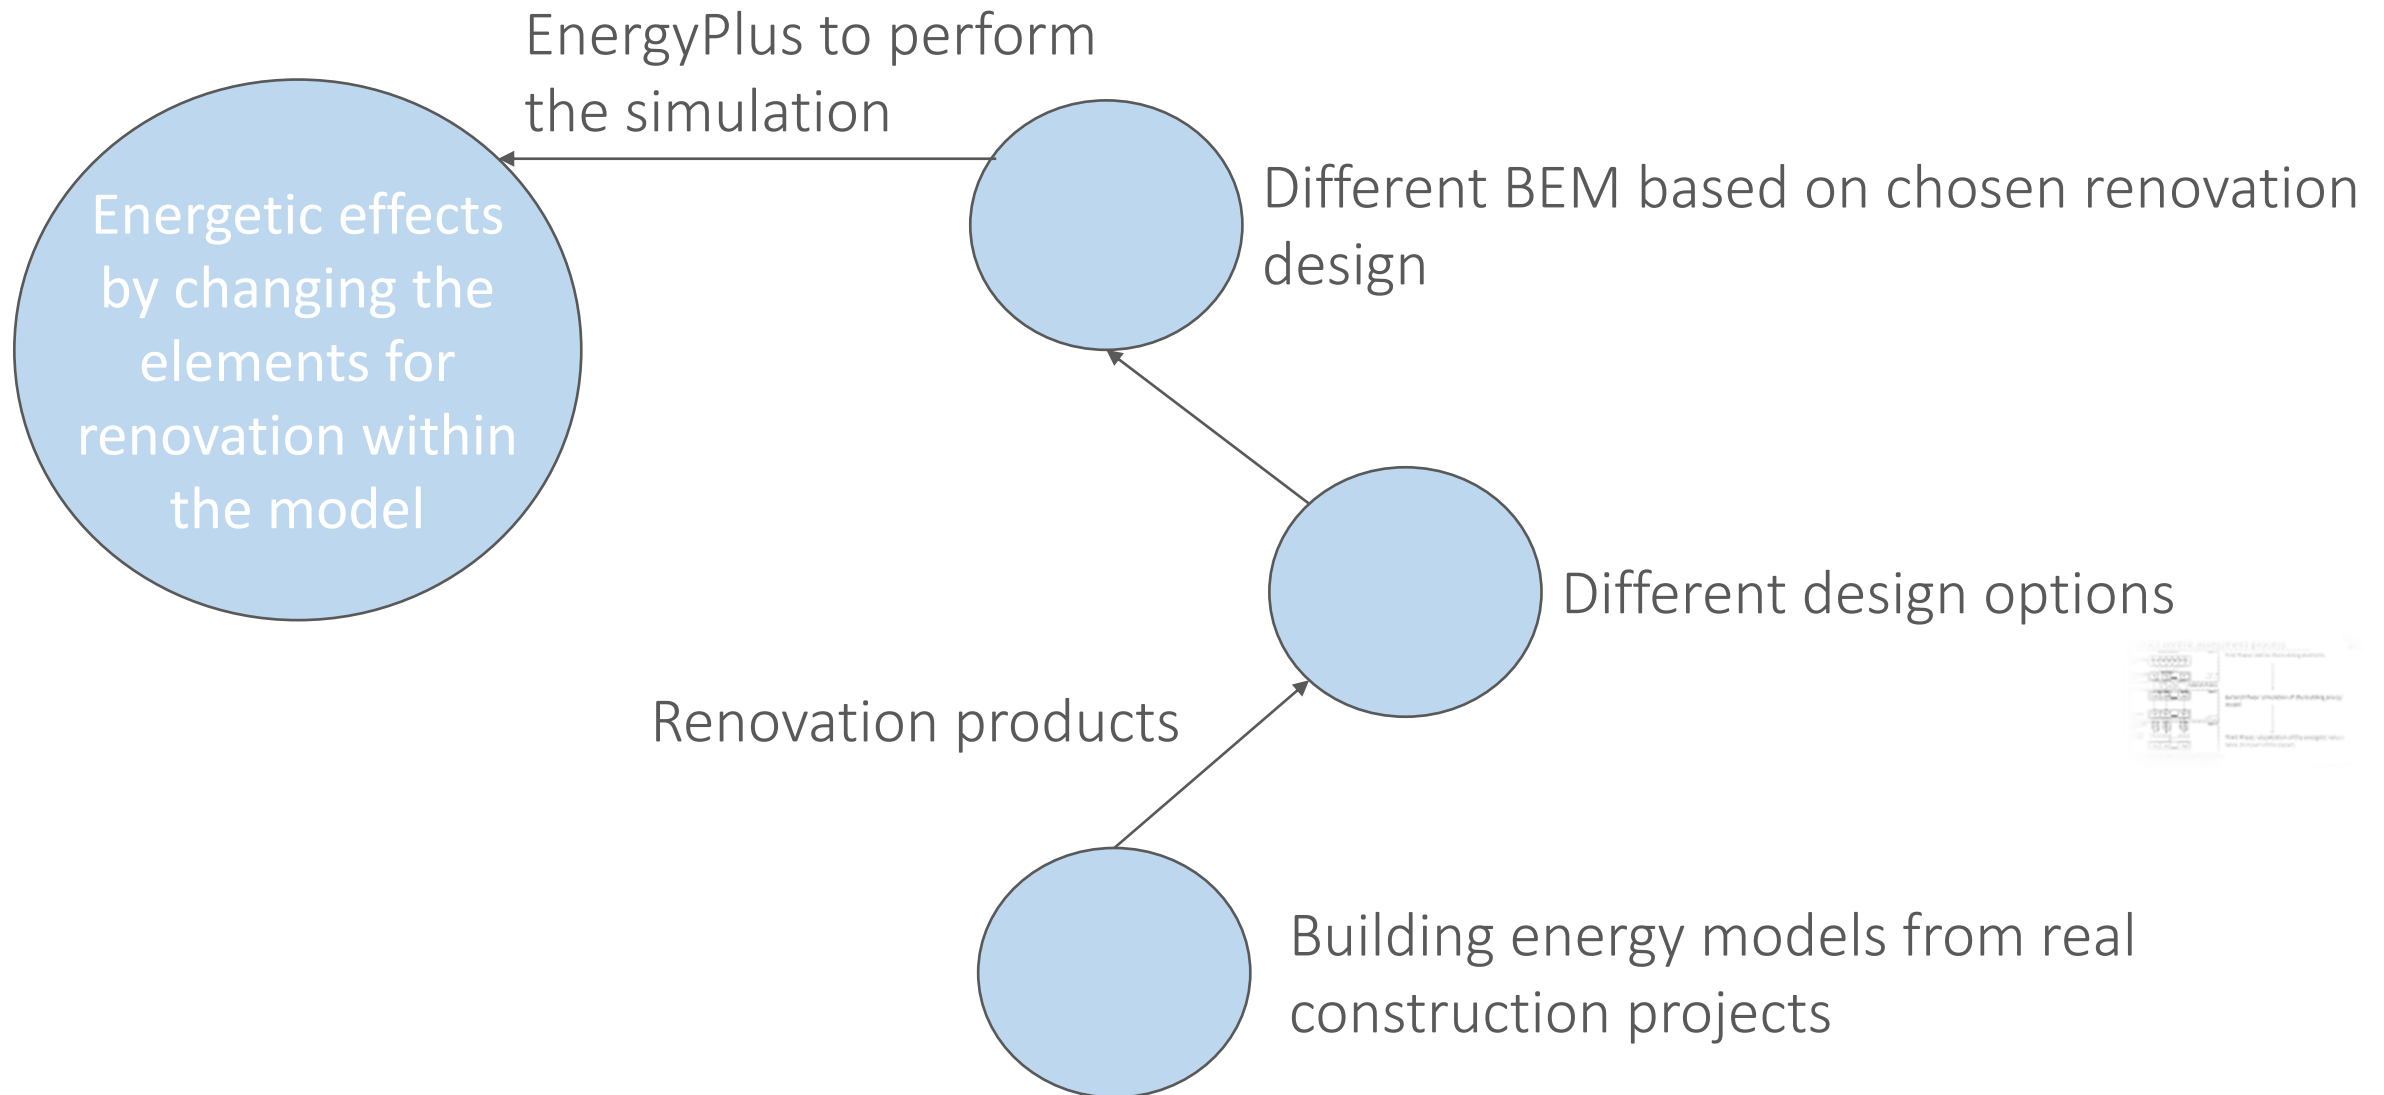 EnergyPlus to perform
the simulation
Energetic effects
by changing the
elements for
renovation within
the model
Different BEM based on chosen renovation
design
Different design options
Renovation products
Building energy models from real
construction projects